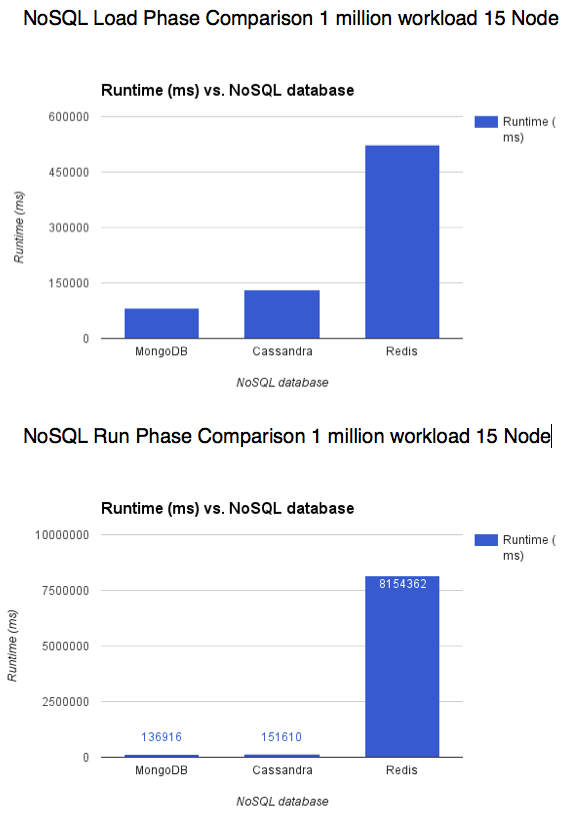 NoSQL Load Phase Comparison 1 million workload 15 Node
Runtime (ms) vs. NoSQL database
600000
450000
300000
150000
0
Runtime (ms)
Runtime (
ms)
MongoDB
Cassandra
Redis
NoSQL database
NoSQL Run Phase Comparison 1 million workload 15 Node
Runtime (ms) vs. NoSQL database
10000000
7500000
5000000
2500000
0
Runtime (ms)
Runtime (
ms)
136916
151610
8154362
MongoDB
Cassandra
Redis
NoSQL database